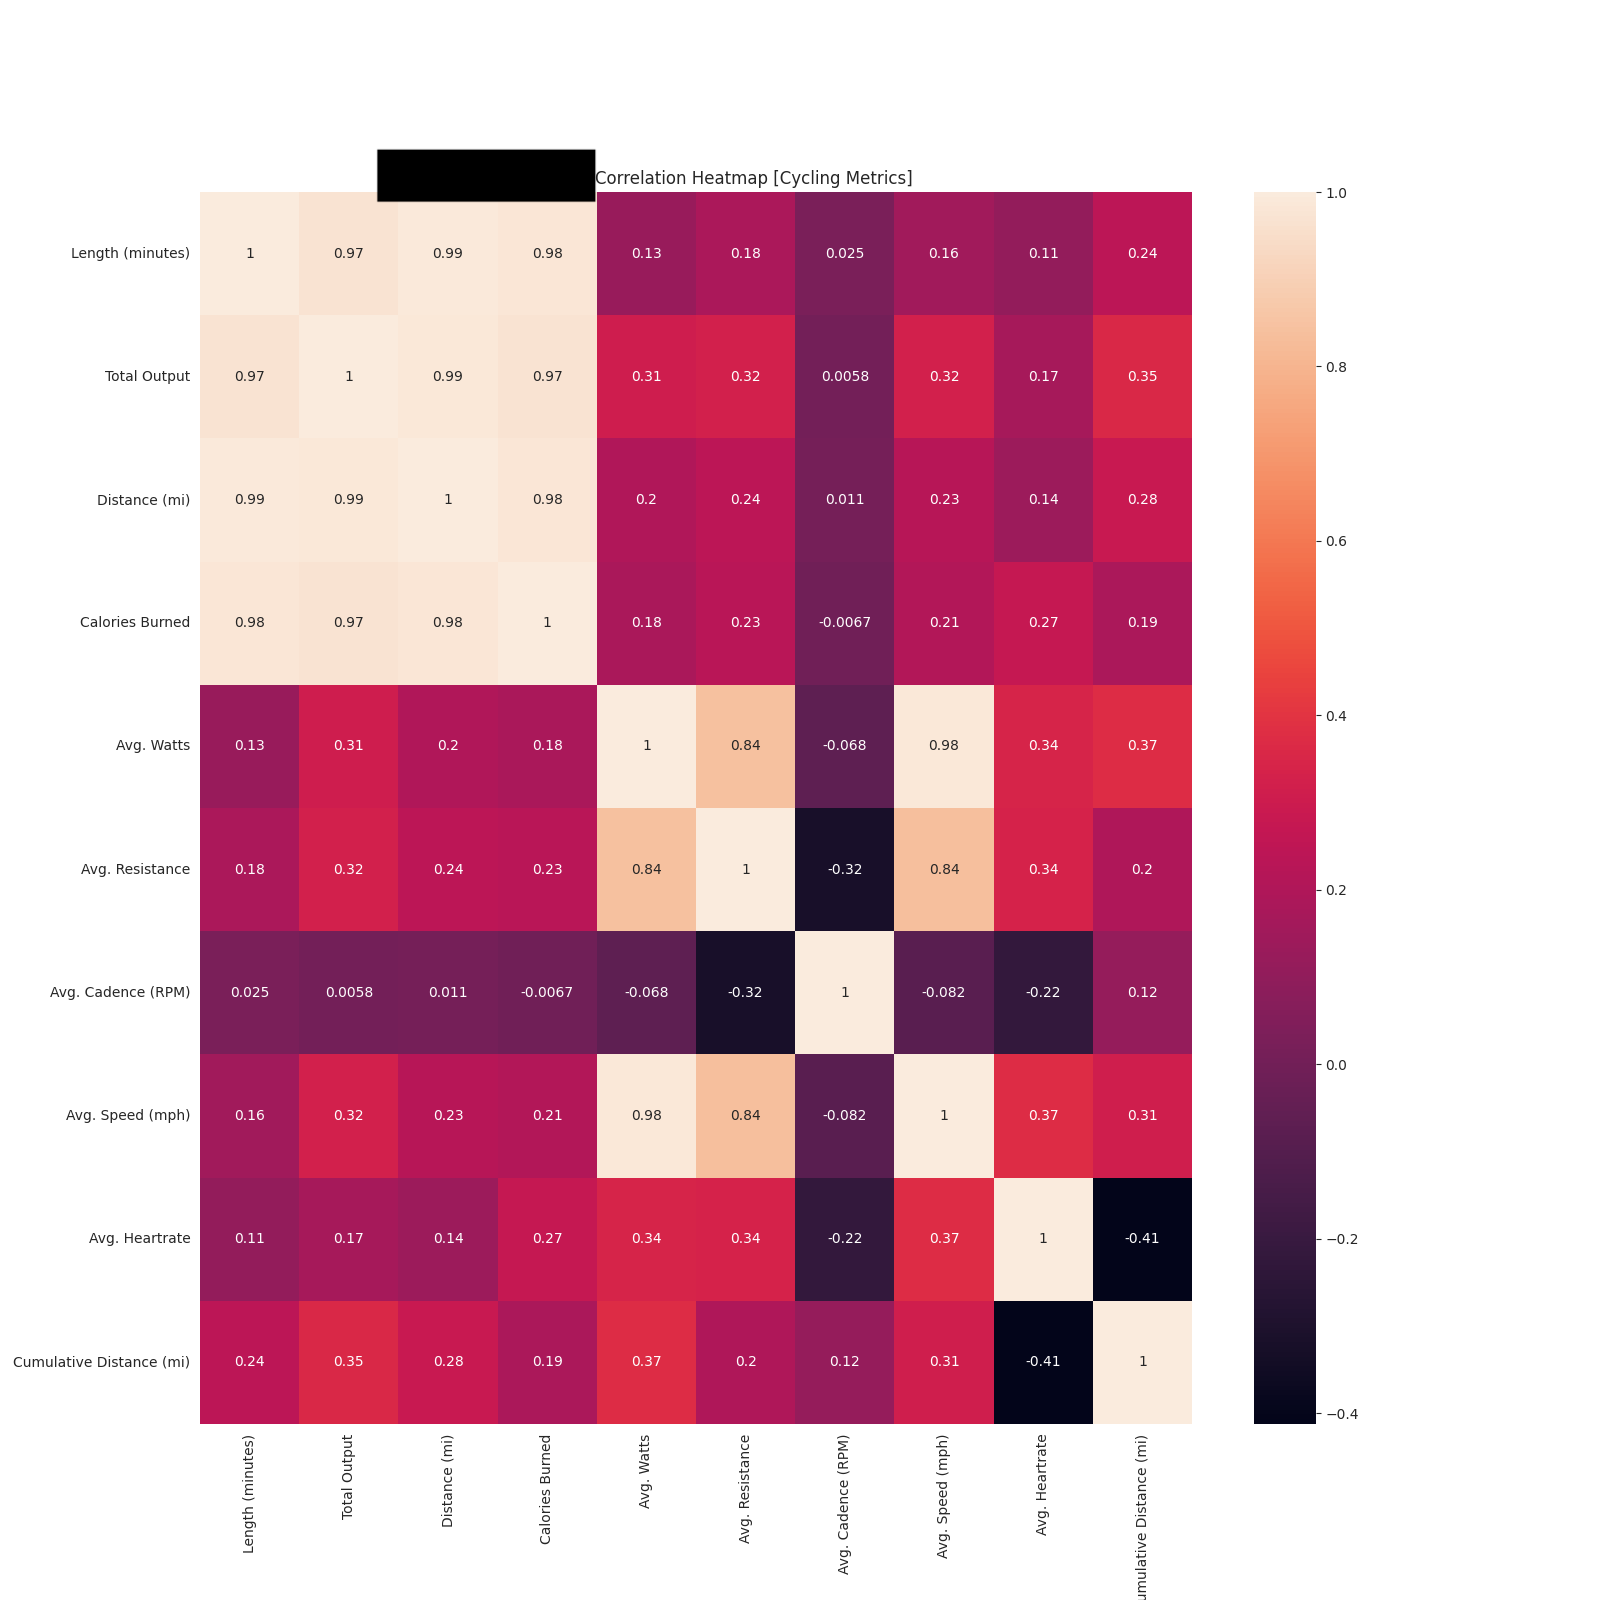 Correlation Heatmap [Cycling Metrics]
Length (minutes) 1 0.97 0.99 0.98 0.13 0.18 0.025 0.16 0.11 0.24
Total Output 0.97 1 0.99 0.97 0.31 0.32 0.0058 0.32 0.17 0.35
Distance (mi) 0.99 0.99 1 0.98 0.2 0.24 0.011 0.23 0.14 0.28
Calories Burned 0.98 0.97 0.98 1 0.18 0.23 -0.0067 0.21 0.27 0.19
Avg. Watts 0.13 0.31 0.2 0.18 1 0.84 -0.068 0.98 0.34 0.37
Avg. Resistance 0.18 0.32 0.24 0.23 0.84 1 -0.32 0.84 0.34 0.2
Avg. Cadence (RPM) 0.025 0.0058 0.011 -0.0067 -0.068 -0.32 1 -0.082 -0.22 0.12
Avg. Speed (mph) 0.16 0.32 0.23 0.21 0.98 0.84 -0.082 1 0.37 0.31
Avg. Heartrate 0.11 0.17 0.14 0.27 0.34 0.34 -0.22 0.37 1 -0.41
Cumulative Distance (mi) 0.24 0.35 0.28 0.19 0.37 0.2 0.12 0.31 -0.41 1
Length (minutes)
Total Output
Distance (mi)
Calories Burned
Avg. Watts
Avg. Resistance
Avg. Cadence (RPM)
Avg. Speed (mph)
Avg. Heartrate
umulative Distance (mi)
1.0
0.8
0.6
0.4
0.2
0.0
−0.2
−0.4